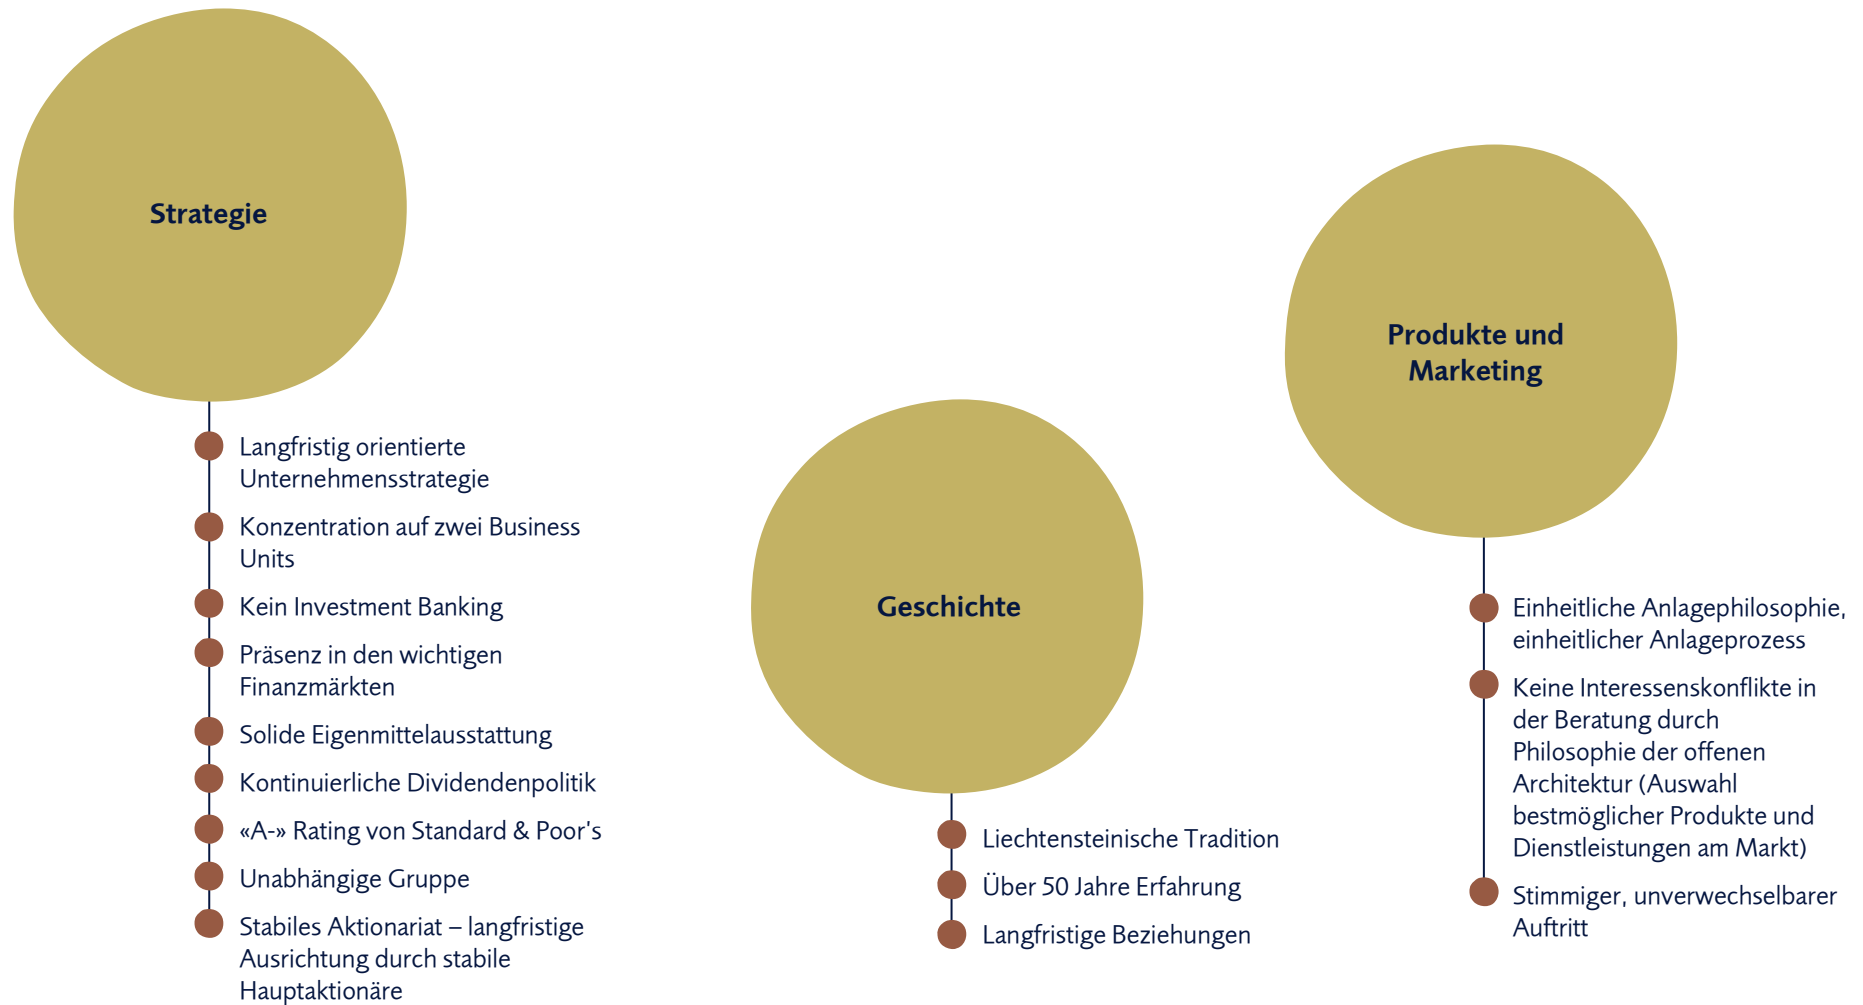 Strategie
Langfristig orientierte
Unternehmensstrategie
Konzentration auf zwei Business
Units
Kein Investment Banking
Präsenz in den wichtigen
Finanzmärkten
Solide Eigenmittelausstattung
Kontinuierliche Dividendenpolitik
«A-» Rating von Standard & Poor's
Unabhängige Gruppe
Stabiles Aktionariat – langfristige
Ausrichtung durch stabile
Hauptaktionäre
Geschichte
Liechtensteinische Tradition
Über 50 Jahre Erfahrung
Langfristige Beziehungen
Produkte und
Marketing
Einheitliche Anlagephilosophie,
einheitlicher Anlageprozess
Keine Interessenskonflikte in
der Beratung durch
Philosophie der offenen
Architektur (Auswahl
bestmöglicher Produkte und
Dienstleistungen am Markt)
Stimmiger, unverwechselbarer
Auftritt